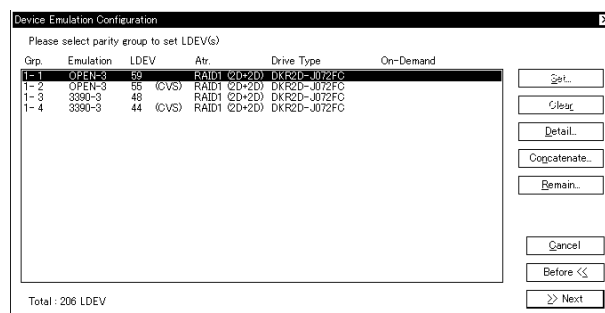 Device Emulation Configuration
Please select parity group to set LDEV(s)
Grp. Emulation LDEV Atr. Drive Type On-Demand
1- 1 OPEN-3 59 RAID1 (2D+2D) DKR2D-J072FC
1- 2 OPEN-3 55 (CVS) RAID1 (2D+2D) DKR2D-J072FC
1- 3 3390-3 48 RAID1 (2D+2D) DKR2D-J072FC
1- 4 3390-3 44 (CVS) RAID1 (2D+2D) DKR2D-J072FC
Set...
Clear
Detail...
Concatenate...
Remain...
Cancel
Before <<
>> Next
Total : 206 LDEV